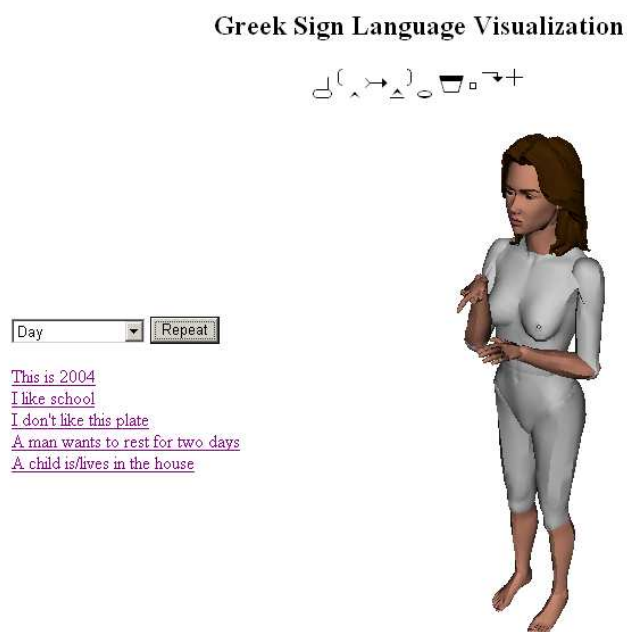 Greek Sign Language Visualization
Day
Repeat
This is 2004
I like school
I don't like this plate
A man wants to rest for two days
A child is/lives in the house